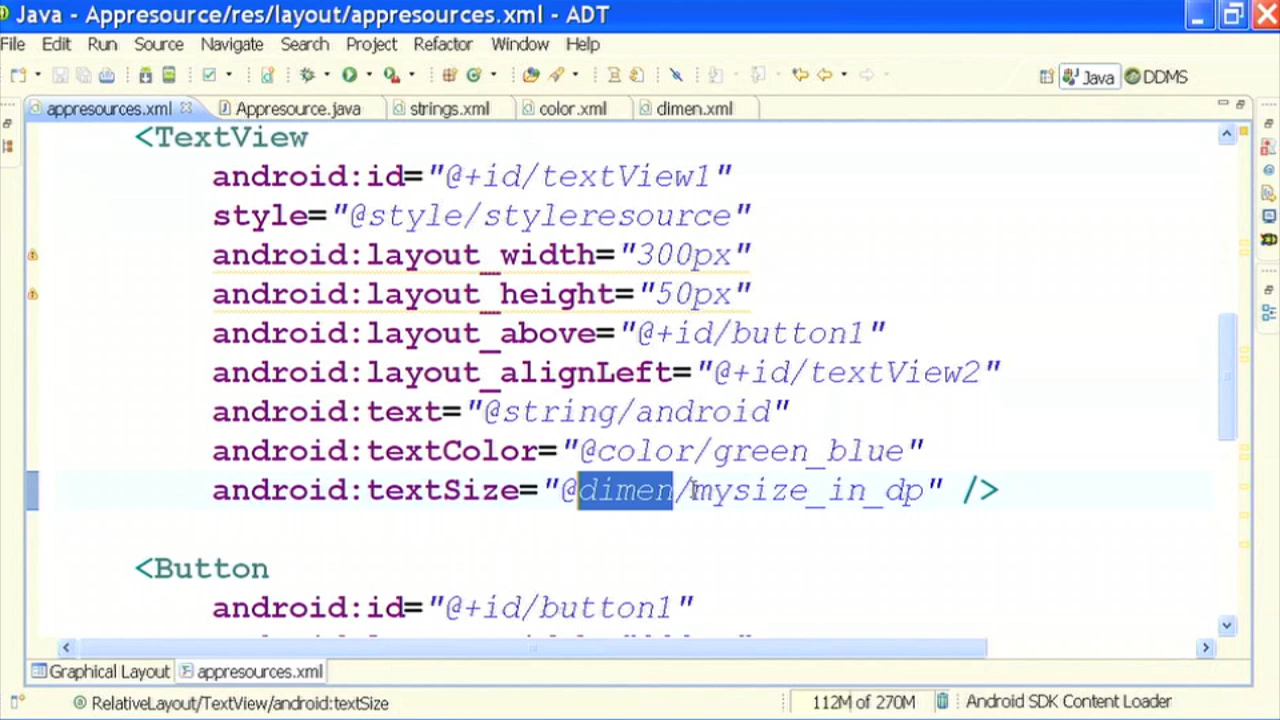 Java - Appresource/res/layout/appresources.xml - ADT
File Edit Run Source Navigate Search Project Refactor Window Help
Java DDMS
appresources.xml Appresource.java strings.xml color.xml dimen.xml
<TextView
android:id="@+id/textView1"
style="@style/styleresource"
android:layout_width="300px"
android:layout_height="50px"
android:layout_above="@+id/button1"
android:layout_alignLeft="@+id/textView2"
android:text="@string/android"
android:textColor="@color/green_blue"
android:textSize="@dimen/mysize_in_dp" />
<Button
android:id="@+id/button1"
Graphical Layout appresources.xml
RelativeLayout/TextView/android:textSize 112M of 270M Android SDK Content Loader